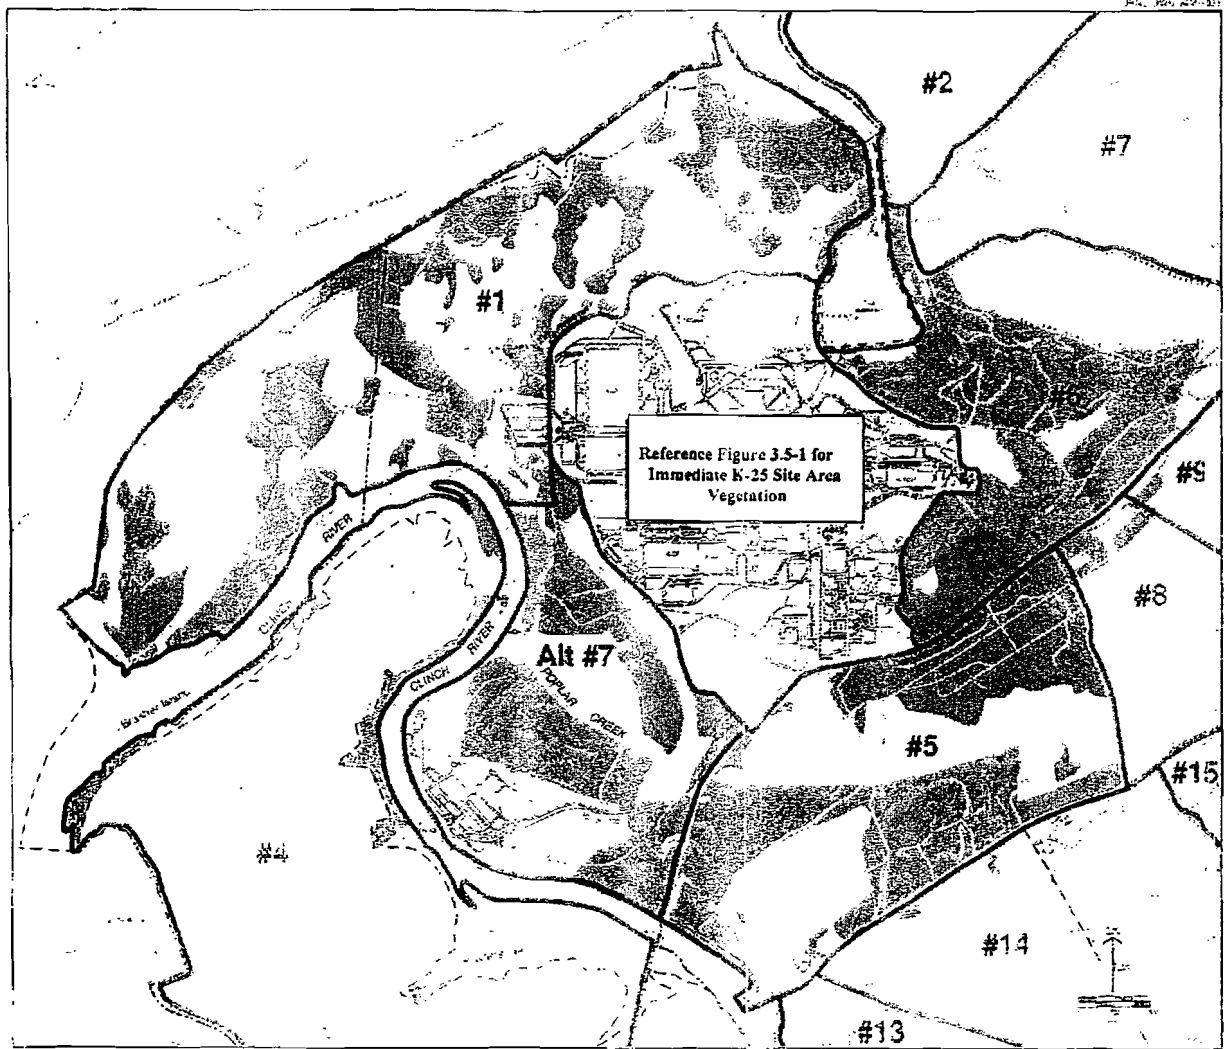 #2
#7
#1
#6
Reference Figure 3.5-1 for
Immediate K-25 Site Area
Vegetation
#9
RIVER
CLINCH
#8
Alt #7
CLINCH RIVER
POPLAR CREEK
#5
#15
#4
#14
#13